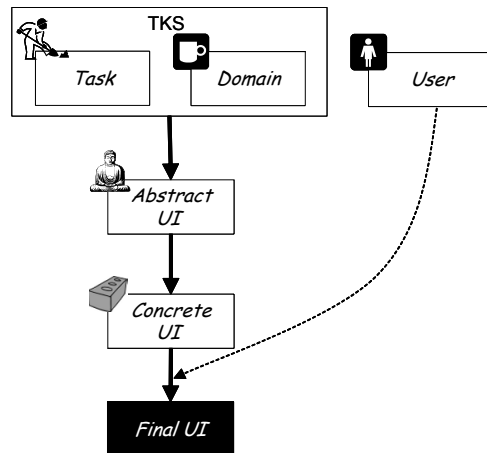 TKS
Task
Domain
User
Abstract
UI
Concrete
UI
Final UI